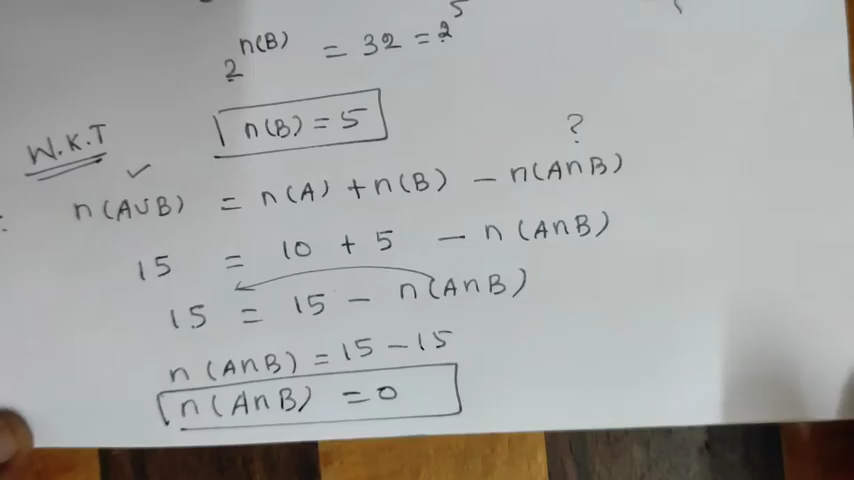 2^n(B) = 32 = 2^5
n(B) = 5
W.K.T
?
n(A∪B) = n(A) + n(B) - n(A∩B)
15 = 10 + 5 - n(A∩B)
15 = 15 - n(A∩B)
n(A∩B) = 15 - 15
n(A∩B) = 0